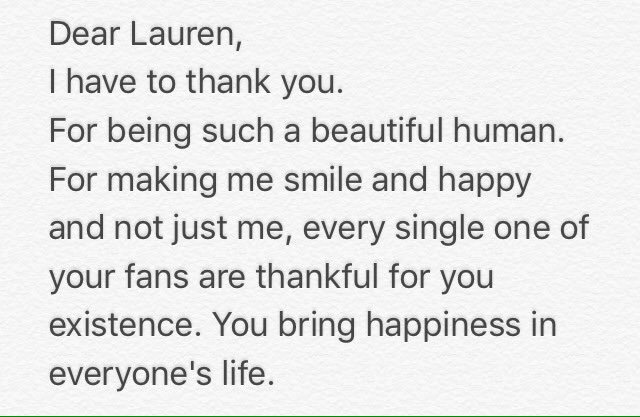 Dear Lauren,
I have to thank you.
For being such a beautiful human.
For making me smile and happy
and not just me, every single one of
your fans are thankful for you
existence. You bring happiness in
everyone's life.